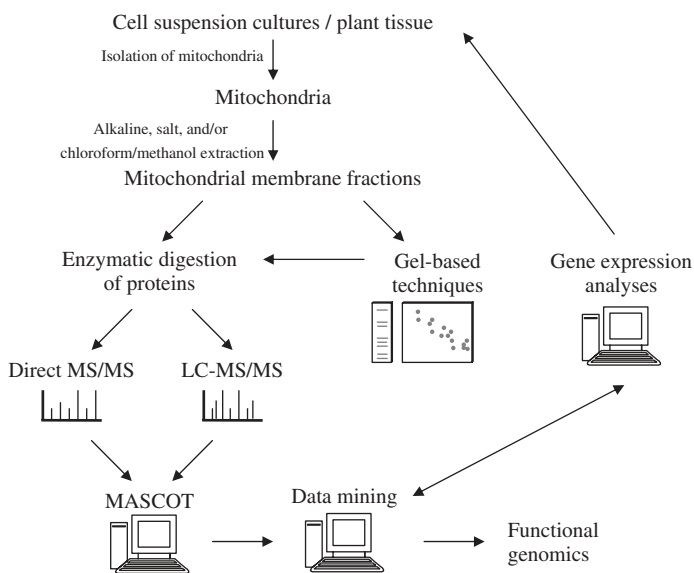 Cell suspension cultures / plant tissue
Isolation of mitochondria
Mitochondria
Alkaline, salt, and/or
chloroform/methanol extraction
Mitochondrial membrane fractions
Enzymatic digestion
of proteins
Gel-based
techniques
Gene expression
analyses
Direct MS/MS
LC-MS/MS
MASCOT
Data mining
Functional
genomics